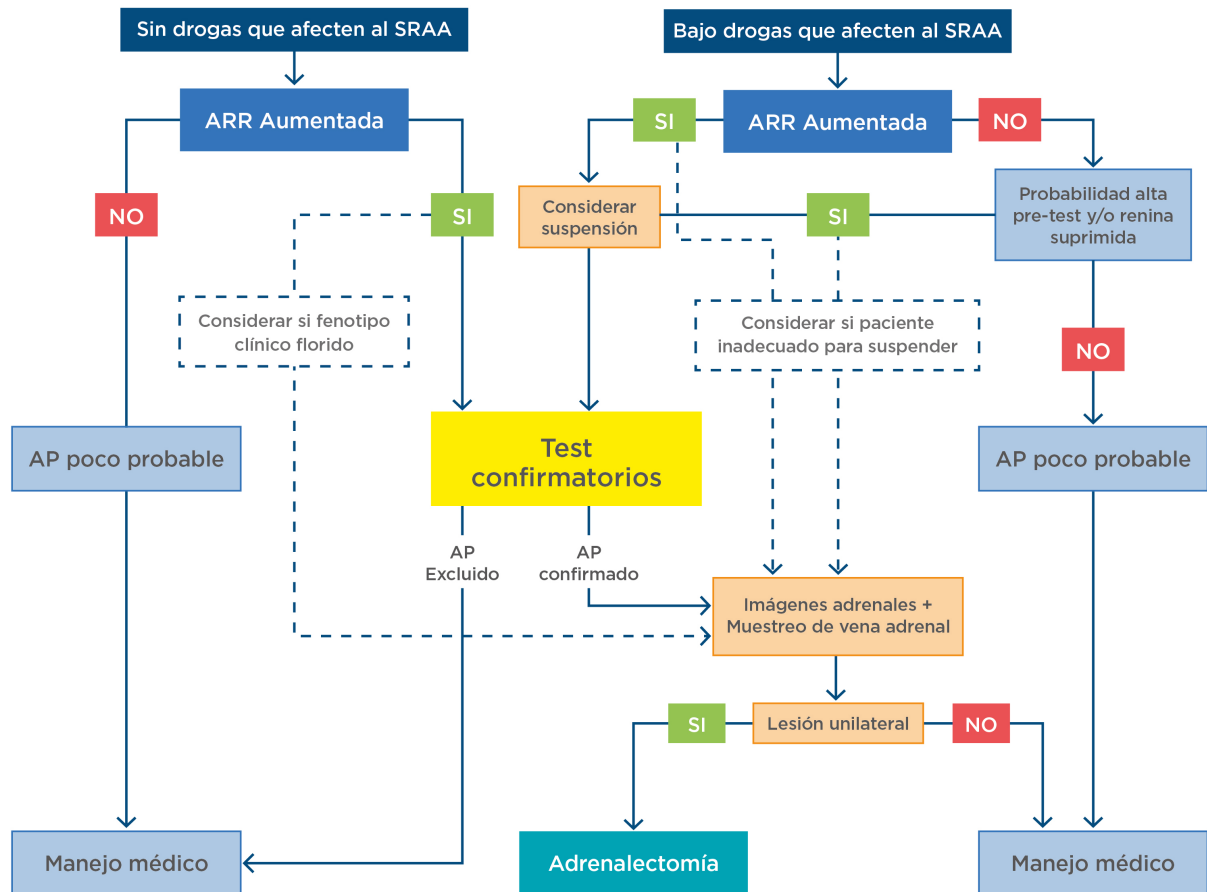 Sin drogas que afecten al SRAA
Bajo drogas que afecten al SRAA
ARR Aumentada
SI
ARR Aumentada
NO
NO
SI
Considerar
suspensión
SI
Probabilidad alta
pre-test y/o renina
suprimida
Considerar si fenotipo
clínico florido
Considerar si paciente
inadecuado para suspender
NO
AP poco probable
Test
confirmatorios
AP poco probable
AP
Excluido
AP
confirmado
Imágenes adrenales +
Muestreo de vena adrenal
SI
Lesión unilateral
NO
Manejo médico
Adrenalectomía
Manejo médico